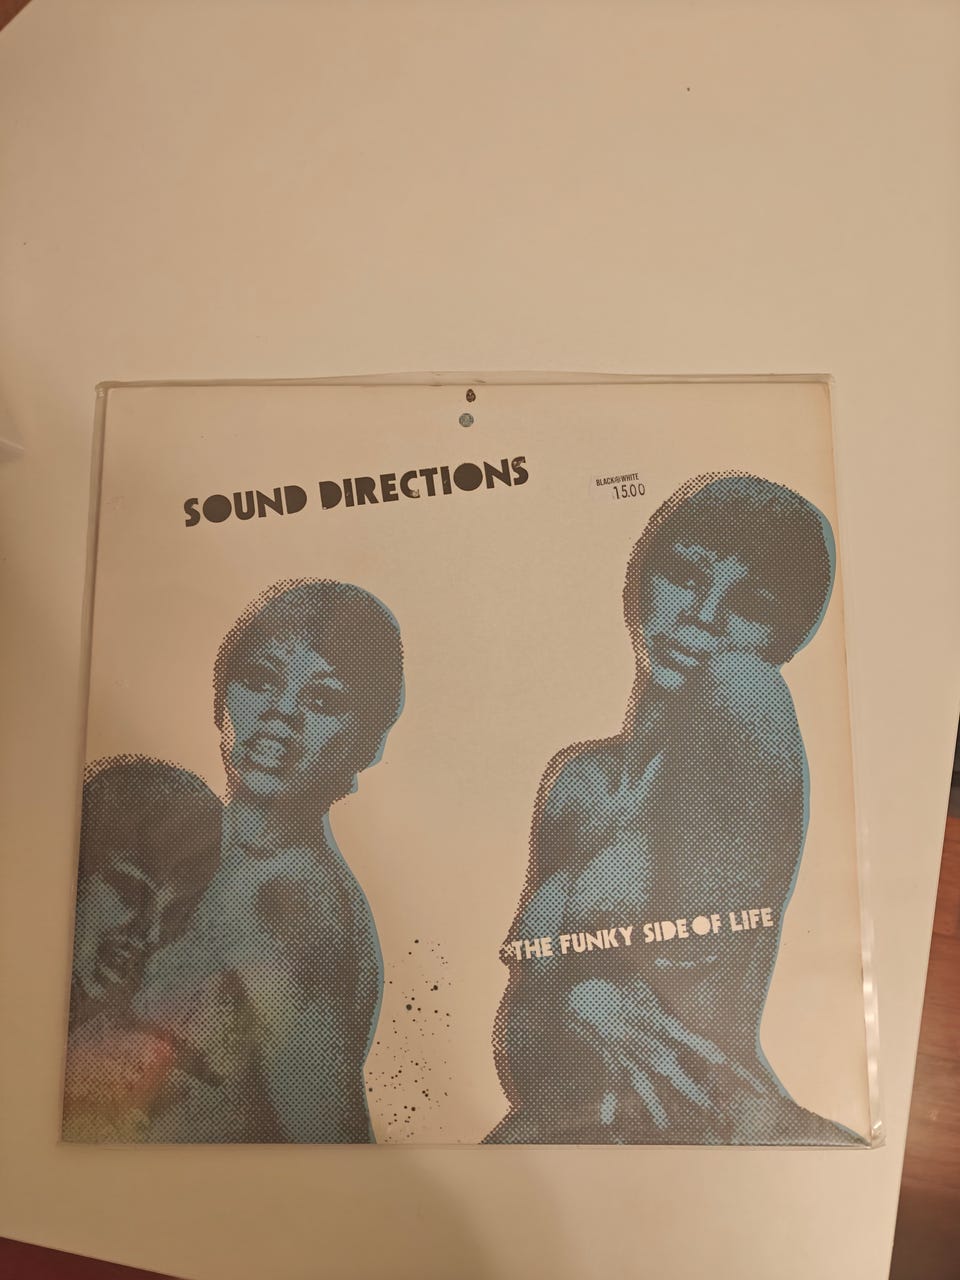 SOUND DIRECTIONS
BLACK@WHITE
15.00
THE FUNKY SIDE OF LIFE